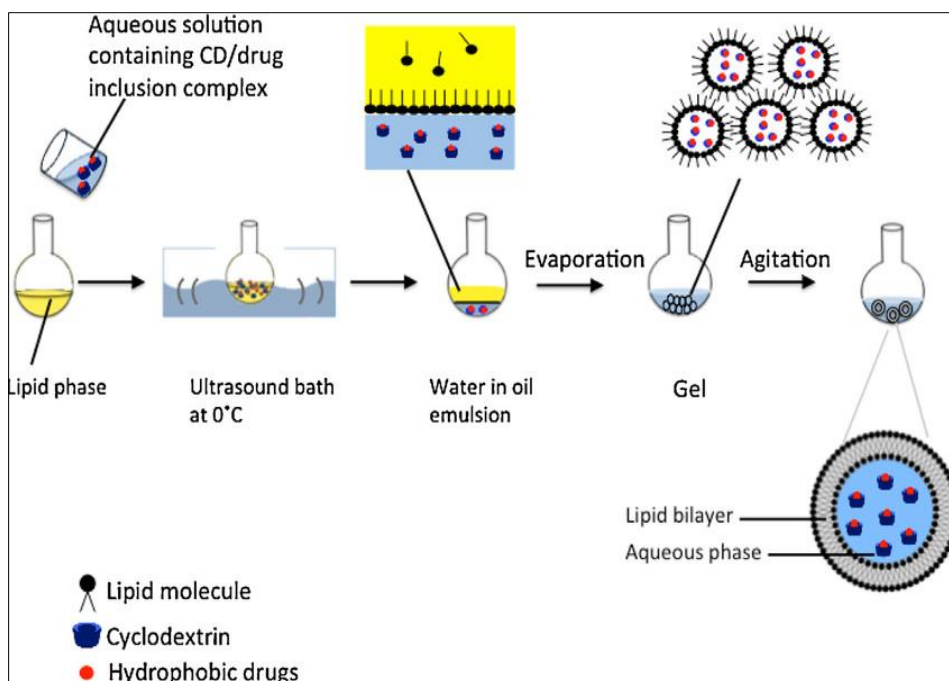 Aqueous solution
containing CD/drug
inclusion complex
Evaporation
Agitation
Lipid phase
Ultrasound bath
at 0˚C
Water in oil
emulsion
Gel
Lipid bilayer
Aqueous phase
Lipid molecule
Cyclodextrin
Hydrophobic drugs